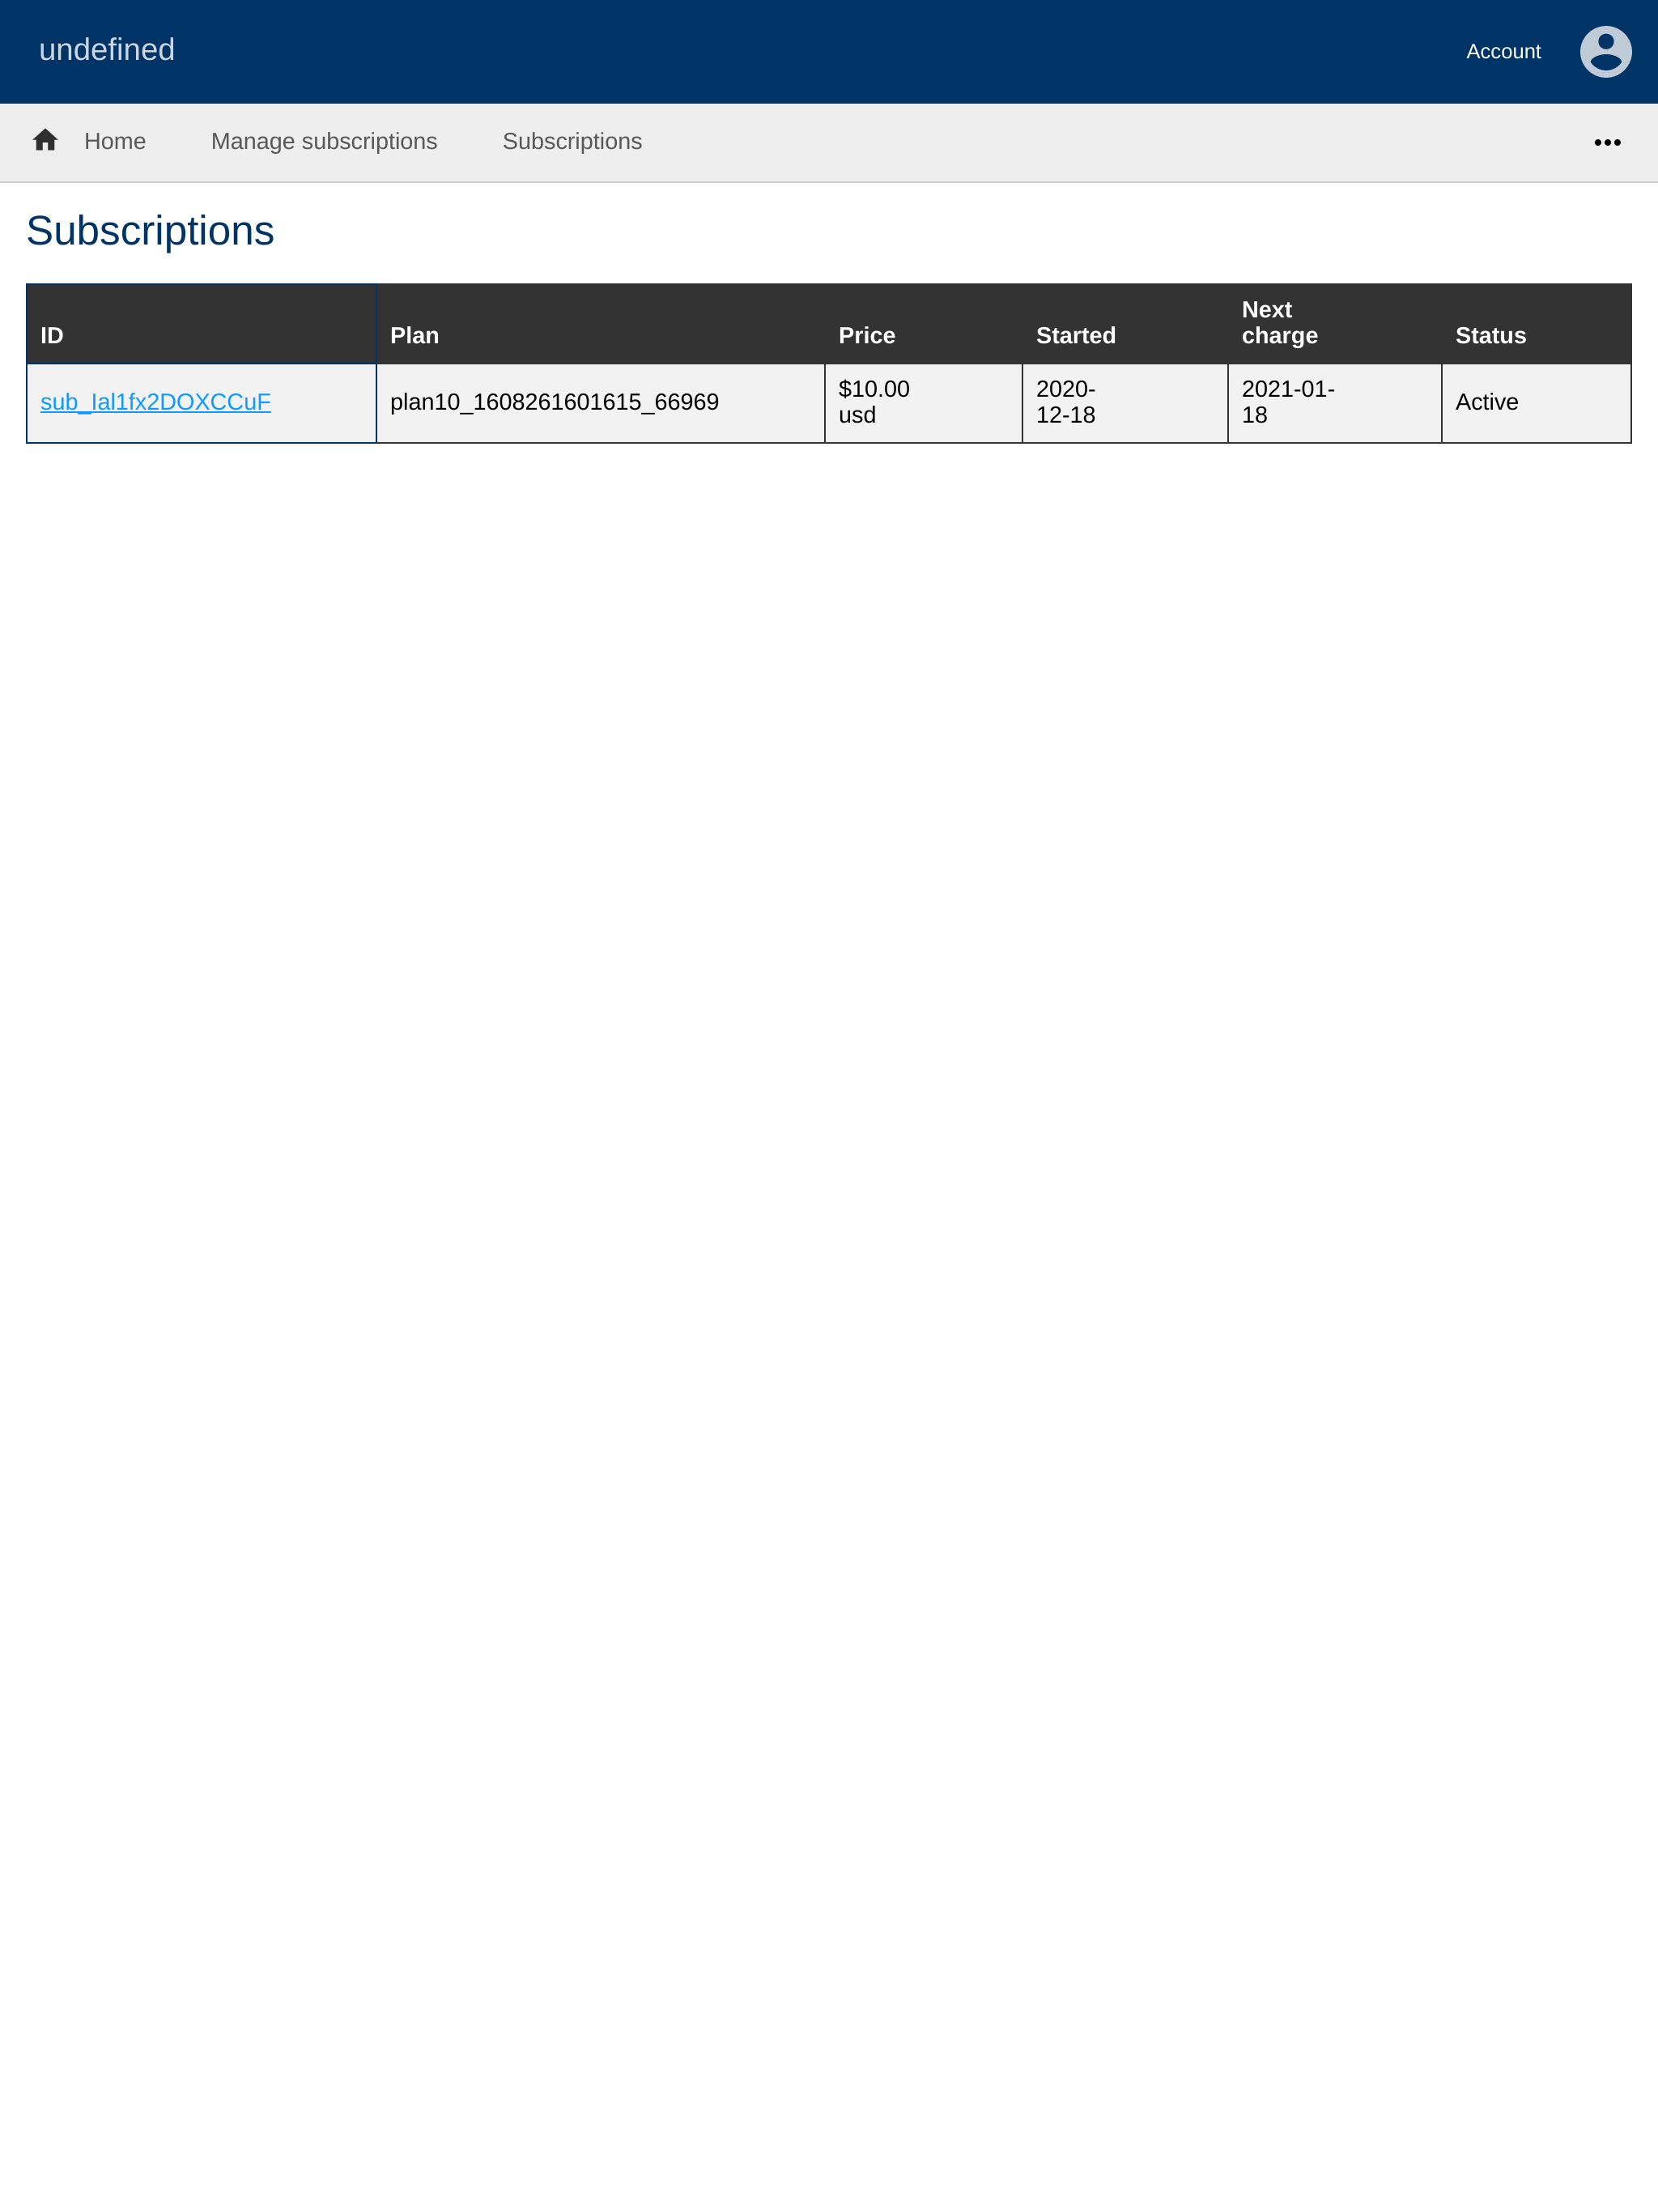 undefined
Account
Home Manage subscriptions Subscriptions
Subscriptions
ID Plan Price Started Next charge Status
sub_Ial1fx2DOXCCuF plan10_1608261601615_66969 $10.00 usd 2020-12-18 2021-01-18 Active